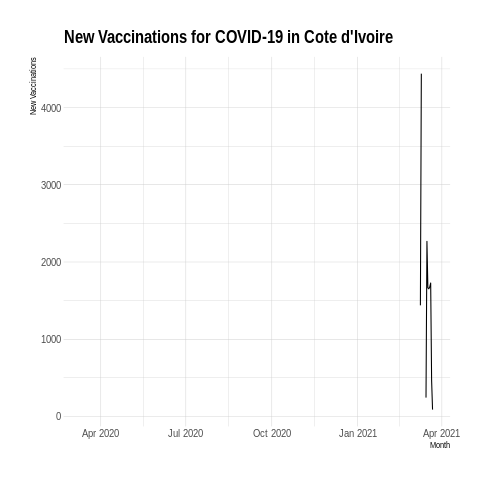 New Vaccinations for COVID-19 in Cote d'Ivoire
New Vaccinations
4000
3000
2000
1000
0
Apr 2020 Jul 2020 Oct 2020 Jan 2021 Apr 2021
Month